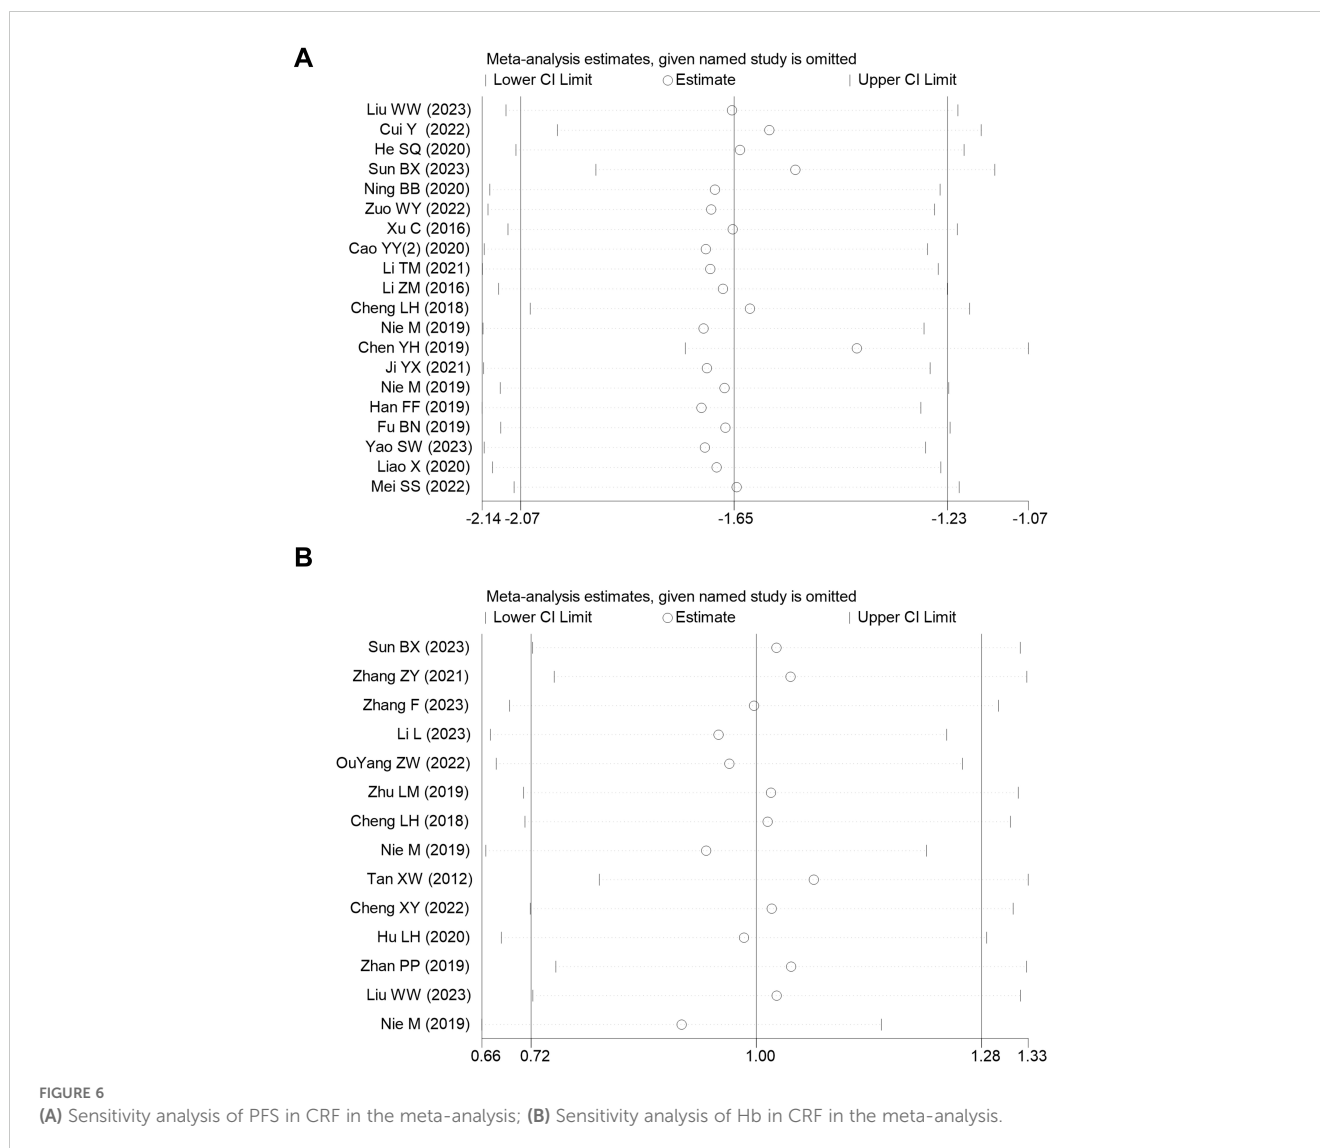 A
Meta-analysis estimates, given named study is omitted
| Lower CI Limit ○ Estimate | Upper CI Limit
Liu WW (2023)
Cui Y (2022)
He SQ (2020)
Sun BX (2023)
Ning BB (2020)
Zuo WY (2022)
Xu C (2016)
Cao YY(2) (2020)
Li TM (2021)
Li ZM (2016)
Cheng LH (2018)
Nie M (2019)
Chen YH (2019)
Ji YX (2021)
Nie M (2019)
Han FF (2019)
Fu BN (2019)
Yao SW (2023)
Liao X (2020)
Mei SS (2022)
-2.14 -2.07 -1.65 -1.23 -1.07
B
Meta-analysis estimates, given named study is omitted
| Lower CI Limit ○ Estimate | Upper CI Limit
Sun BX (2023)
Zhang ZY (2021)
Zhang F (2023)
Li L (2023)
OuYang ZW (2022)
Zhu LM (2019)
Cheng LH (2018)
Nie M (2019)
Tan XW (2012)
Cheng XY (2022)
Hu LH (2020)
Zhan PP (2019)
Liu WW (2023)
Nie M (2019)
0.66 0.72 1.00 1.28 1.33
FIGURE 6
(A) Sensitivity analysis of PFS in CRF in the meta-analysis; (B) Sensitivity analysis of Hb in CRF in the meta-analysis.